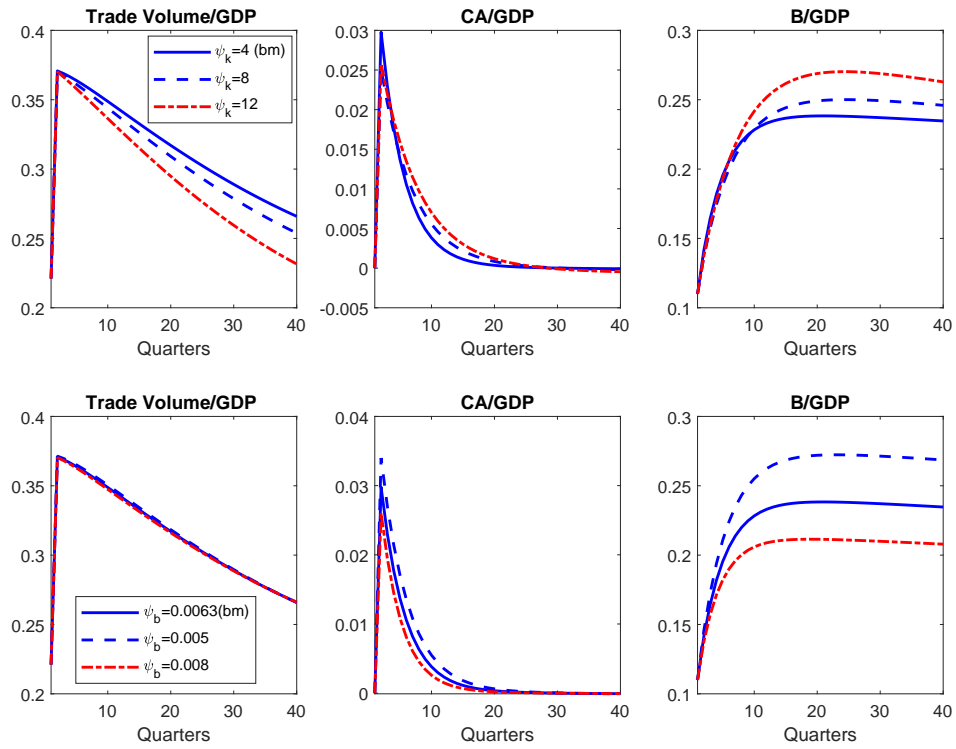 Trade Volume/GDP
CA/GDP
B/GDP
0.4
0.35
0.3
0.25
0.2
ψ_k=4 (bm)
ψ_k=8
ψ_k=12
10 20 30 40
Quarters
0.03
0.025
0.02
0.015
0.01
0.005
0
-0.005
10 20 30 40
Quarters
0.3
0.25
0.2
0.15
0.1
10 20 30 40
Quarters
Trade Volume/GDP
CA/GDP
B/GDP
0.4
0.35
0.3
0.25
0.2
ψ_b=0.0063(bm)
ψ_b=0.005
ψ_b=0.008
10 20 30 40
Quarters
0.04
0.03
0.02
0.01
0
10 20 30 40
Quarters
0.3
0.25
0.2
0.15
0.1
10 20 30 40
Quarters